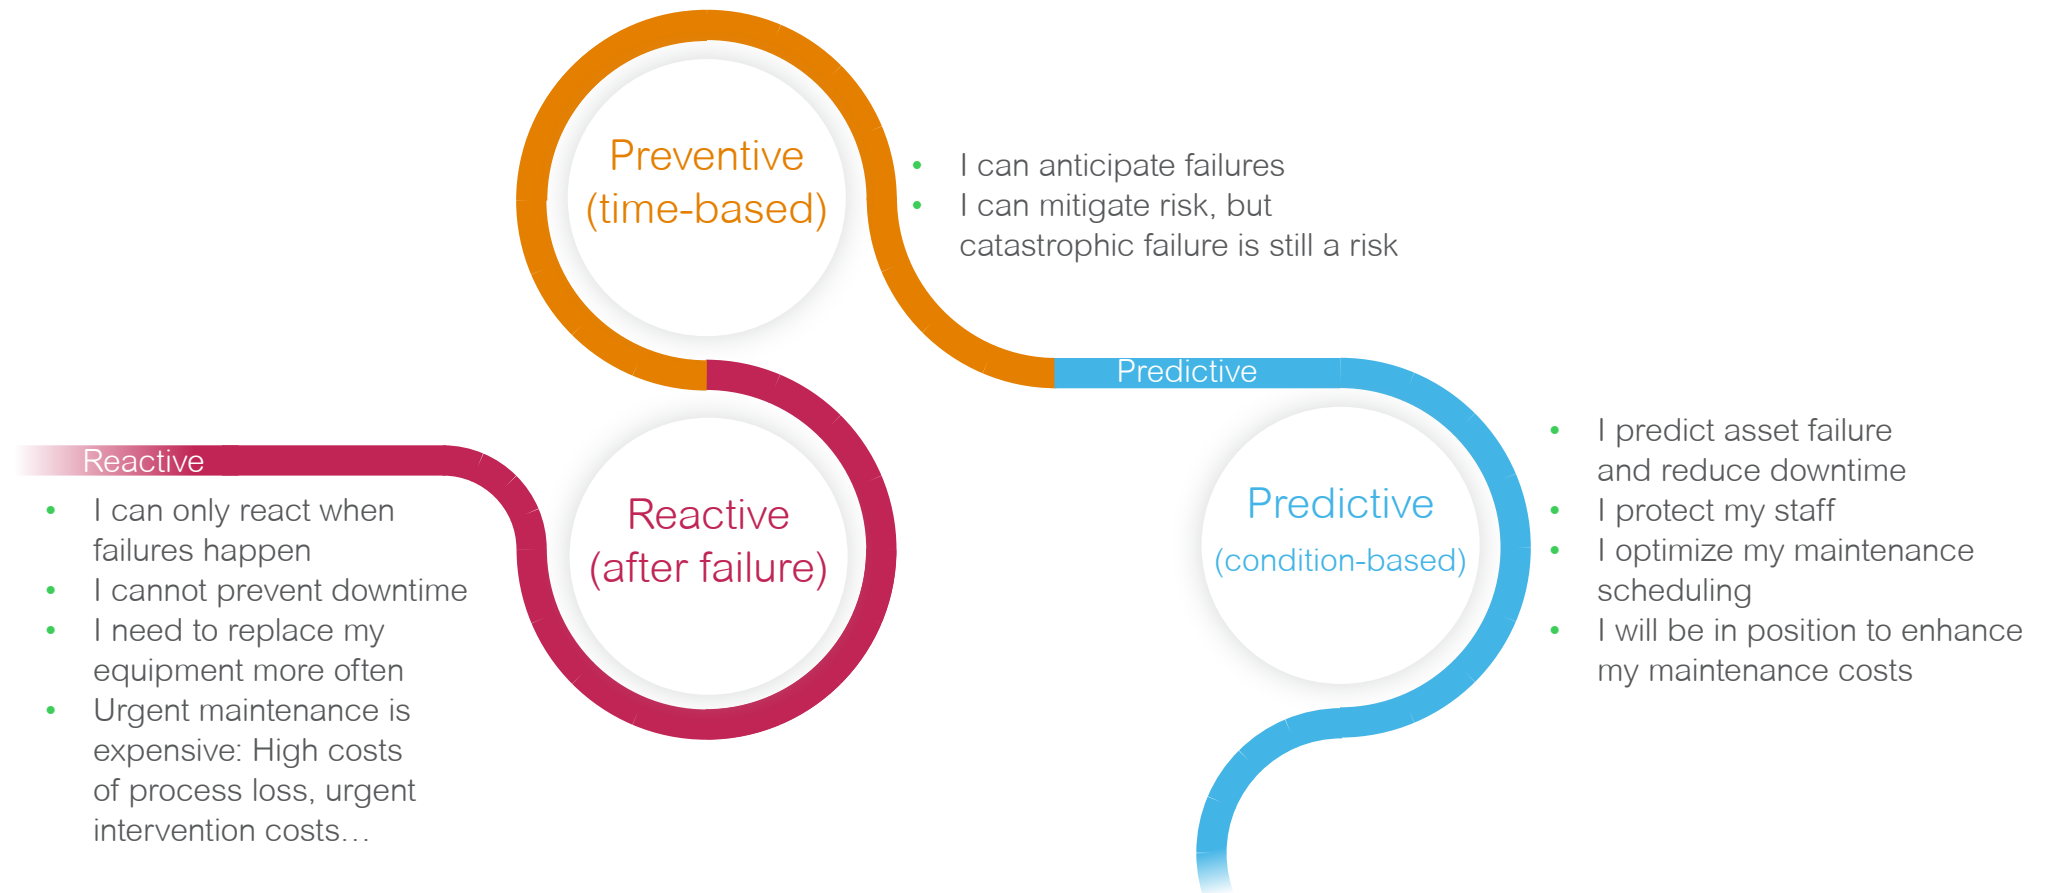 Preventive
(time-based)
• I can anticipate failures
• I can mitigate risk, but
catastrophic failure is still a risk
Predictive
Reactive
• I can only react when
failures happen
• I cannot prevent downtime
• I need to replace my
equipment more often
• Urgent maintenance is
expensive: High costs
of process loss, urgent
intervention costs…
Reactive
(after failure)
Predictive
(condition-based)
• I predict asset failure
and reduce downtime
• I protect my staff
• I optimize my maintenance
scheduling
• I will be in position to enhance
my maintenance costs